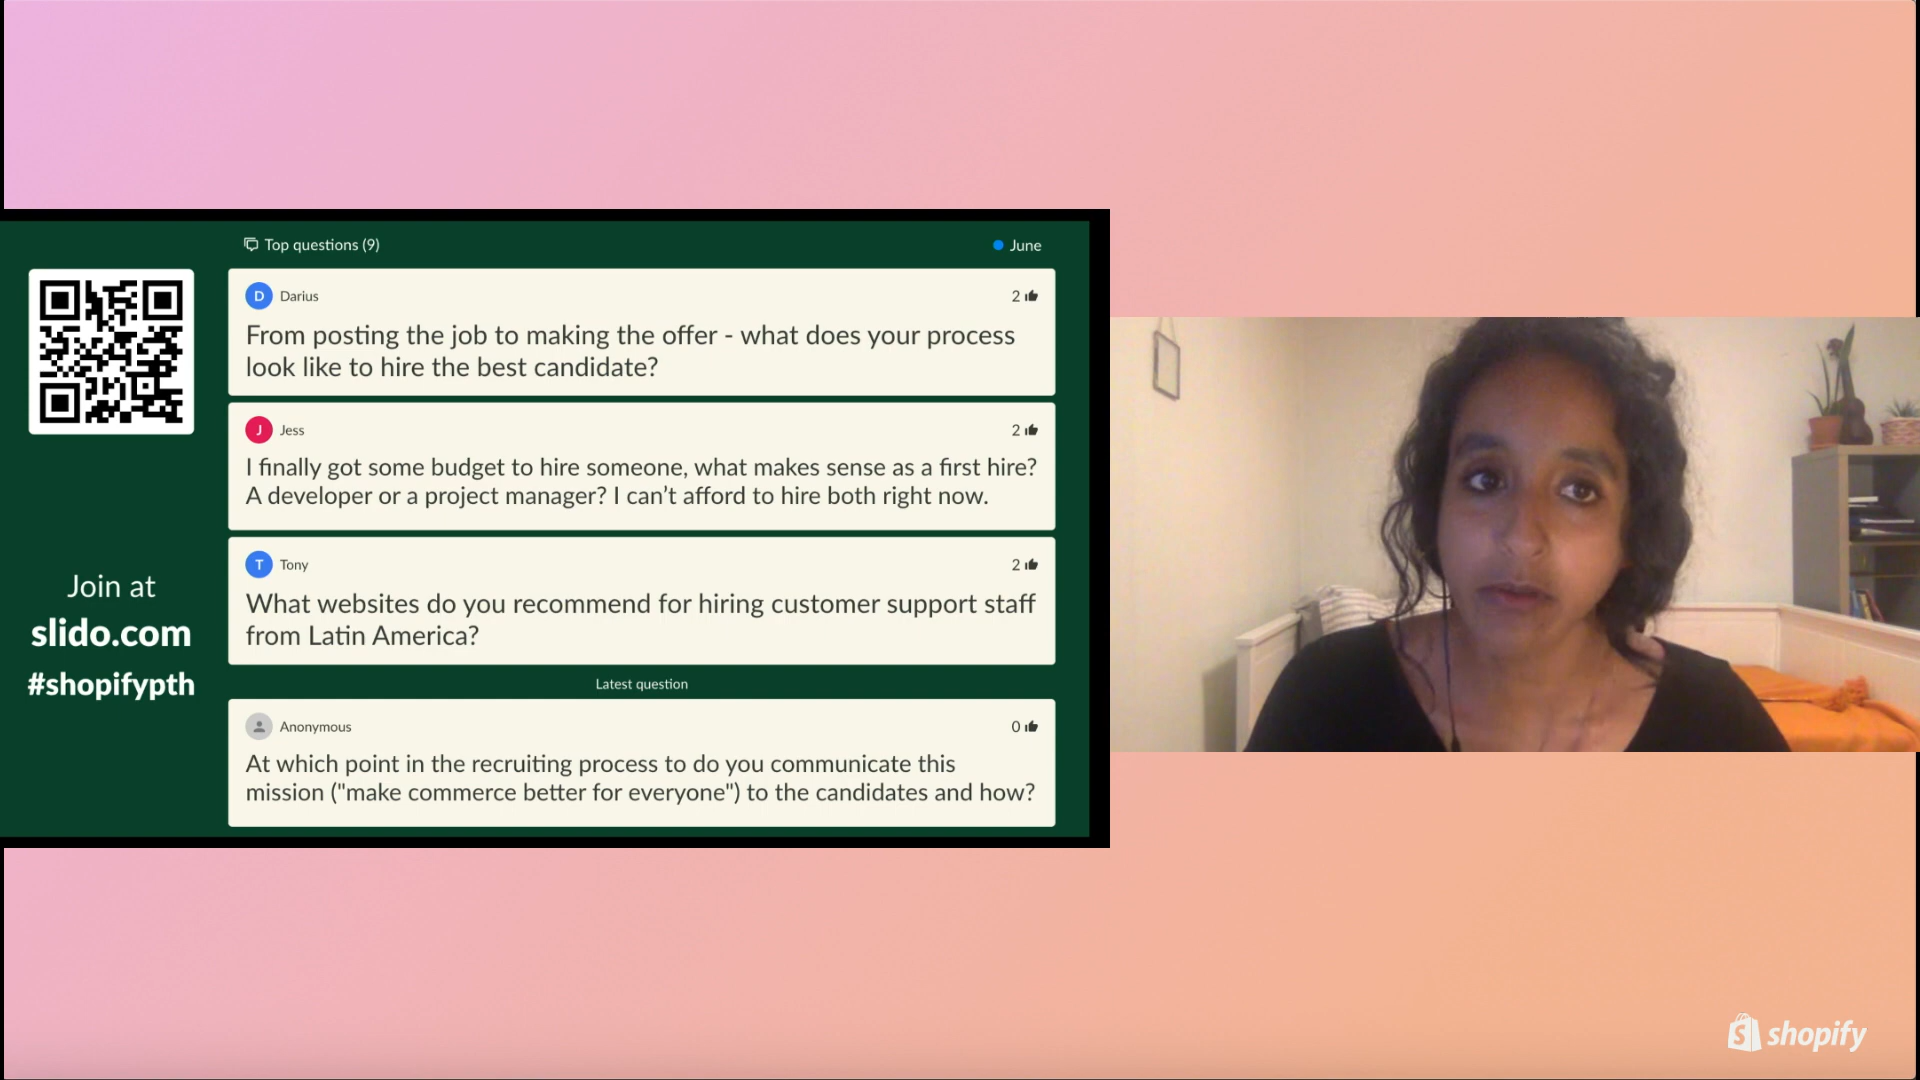 Top questions (9)
June
D Darius
2
From posting the job to making the offer - what does your process
look like to hire the best candidate?
J Jess
2
I finally got some budget to hire someone, what makes sense as a first hire?
A developer or a project manager? I can’t afford to hire both right now.
T Tony
2
What websites do you recommend for hiring customer support staff
from Latin America?
Latest question
Anonymous
0
At which point in the recruiting process to do you communicate this
mission ("make commerce better for everyone") to the candidates and how?
Join at
slido.com
#shopifypth
shopify